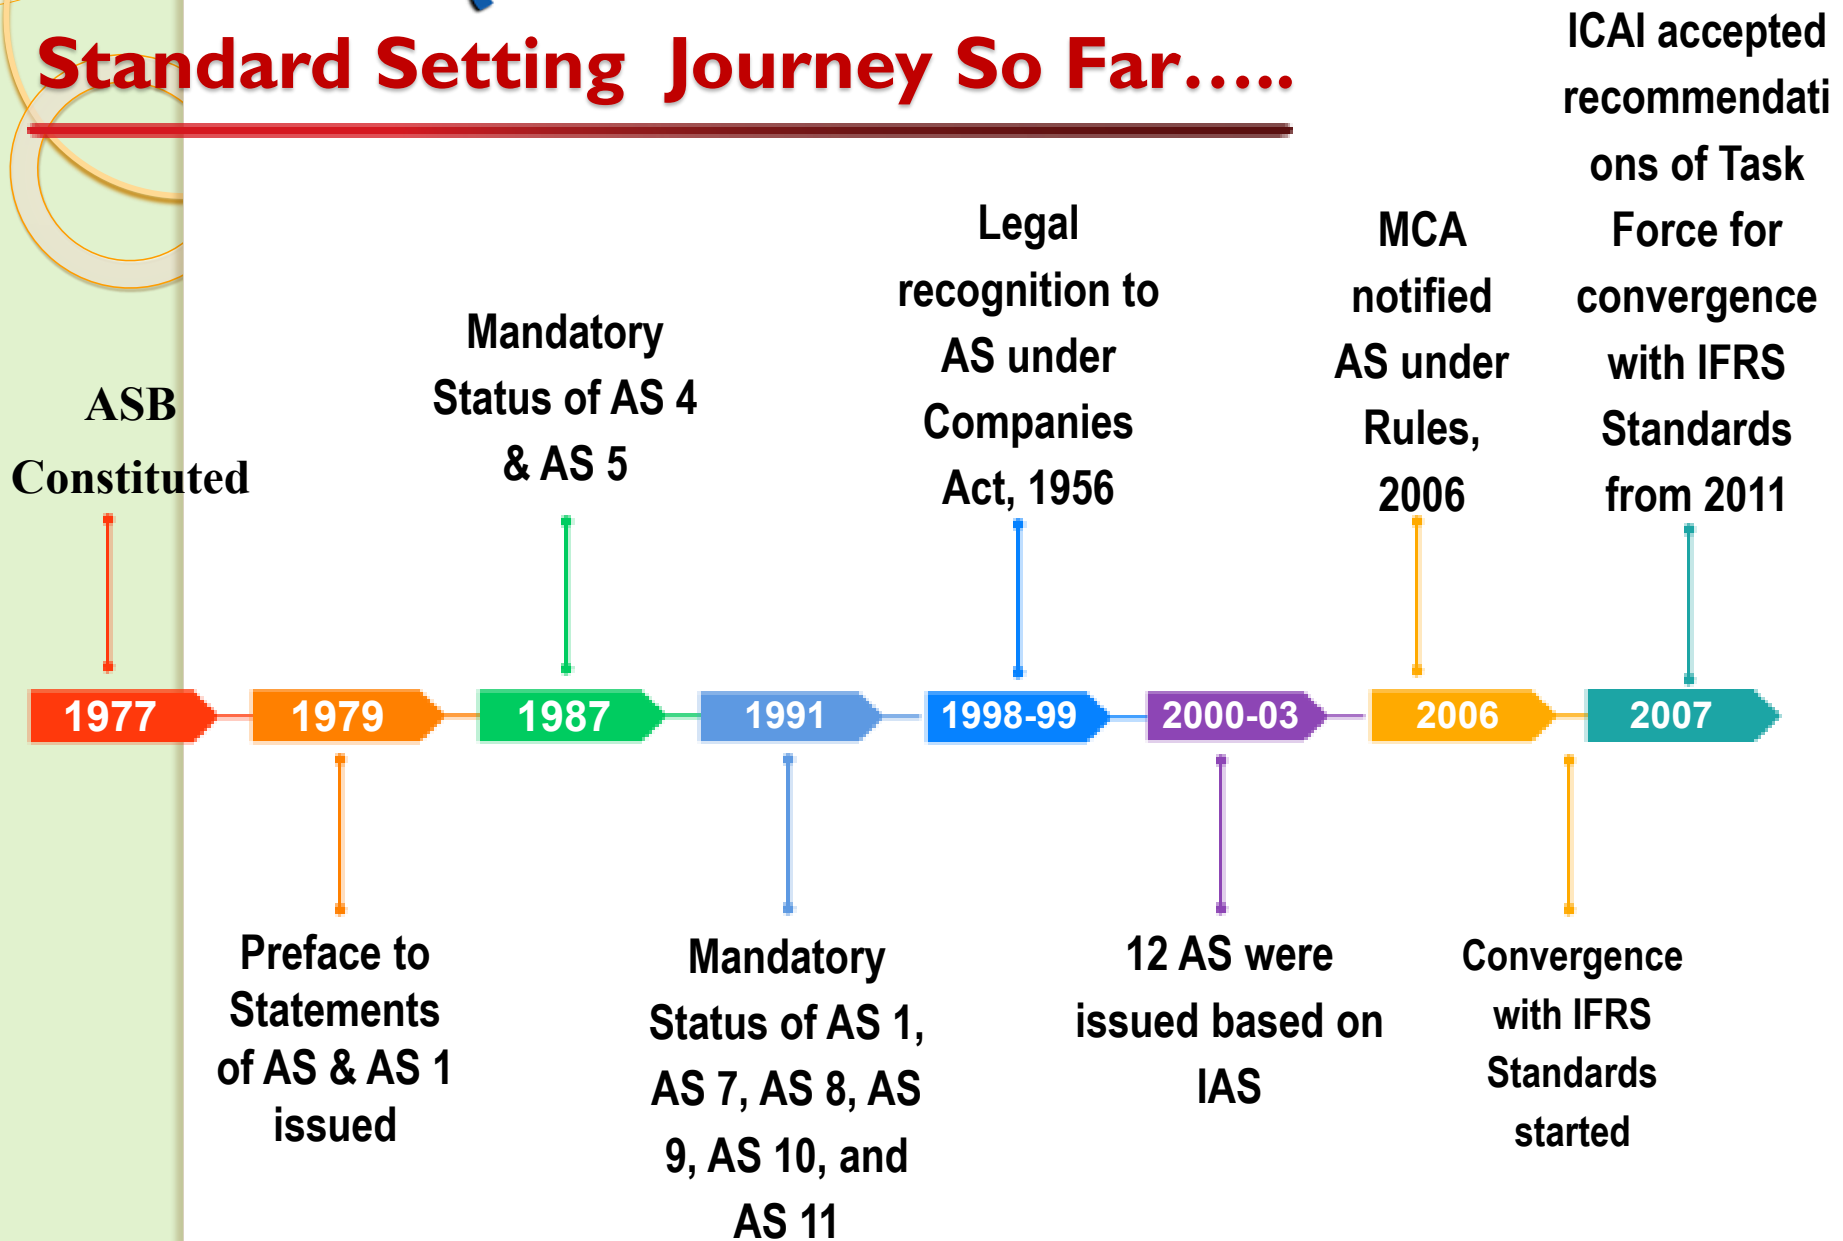 Standard Setting Journey So Far…..
ASB
Constituted
Mandatory
Status of AS 4
& AS 5
Legal
recognition to
AS under
Companies
Act, 1956
MCA
notified
AS under
Rules,
2006
ICAI accepted
recommendati
ons of Task
Force for
convergence
with IFRS
Standards
from 2011
1977
1979
1987
1991
1998-99
2000-03
2006
2007
Preface to
Statements
of AS & AS 1
issued
Mandatory
Status of AS 1,
AS 7, AS 8, AS
9, AS 10, and
AS 11
12 AS were
issued based on
IAS
Convergence
with IFRS
Standards
started